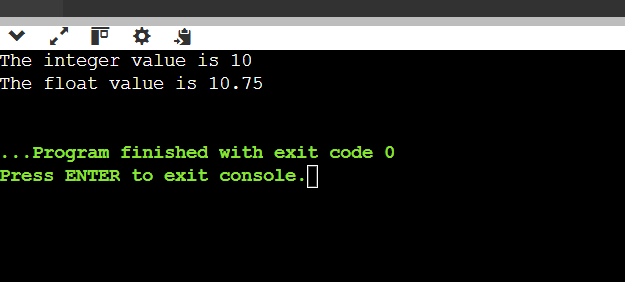 The integer value is 10
The float value is 10.75
...Program finished with exit code 0
Press ENTER to exit console.